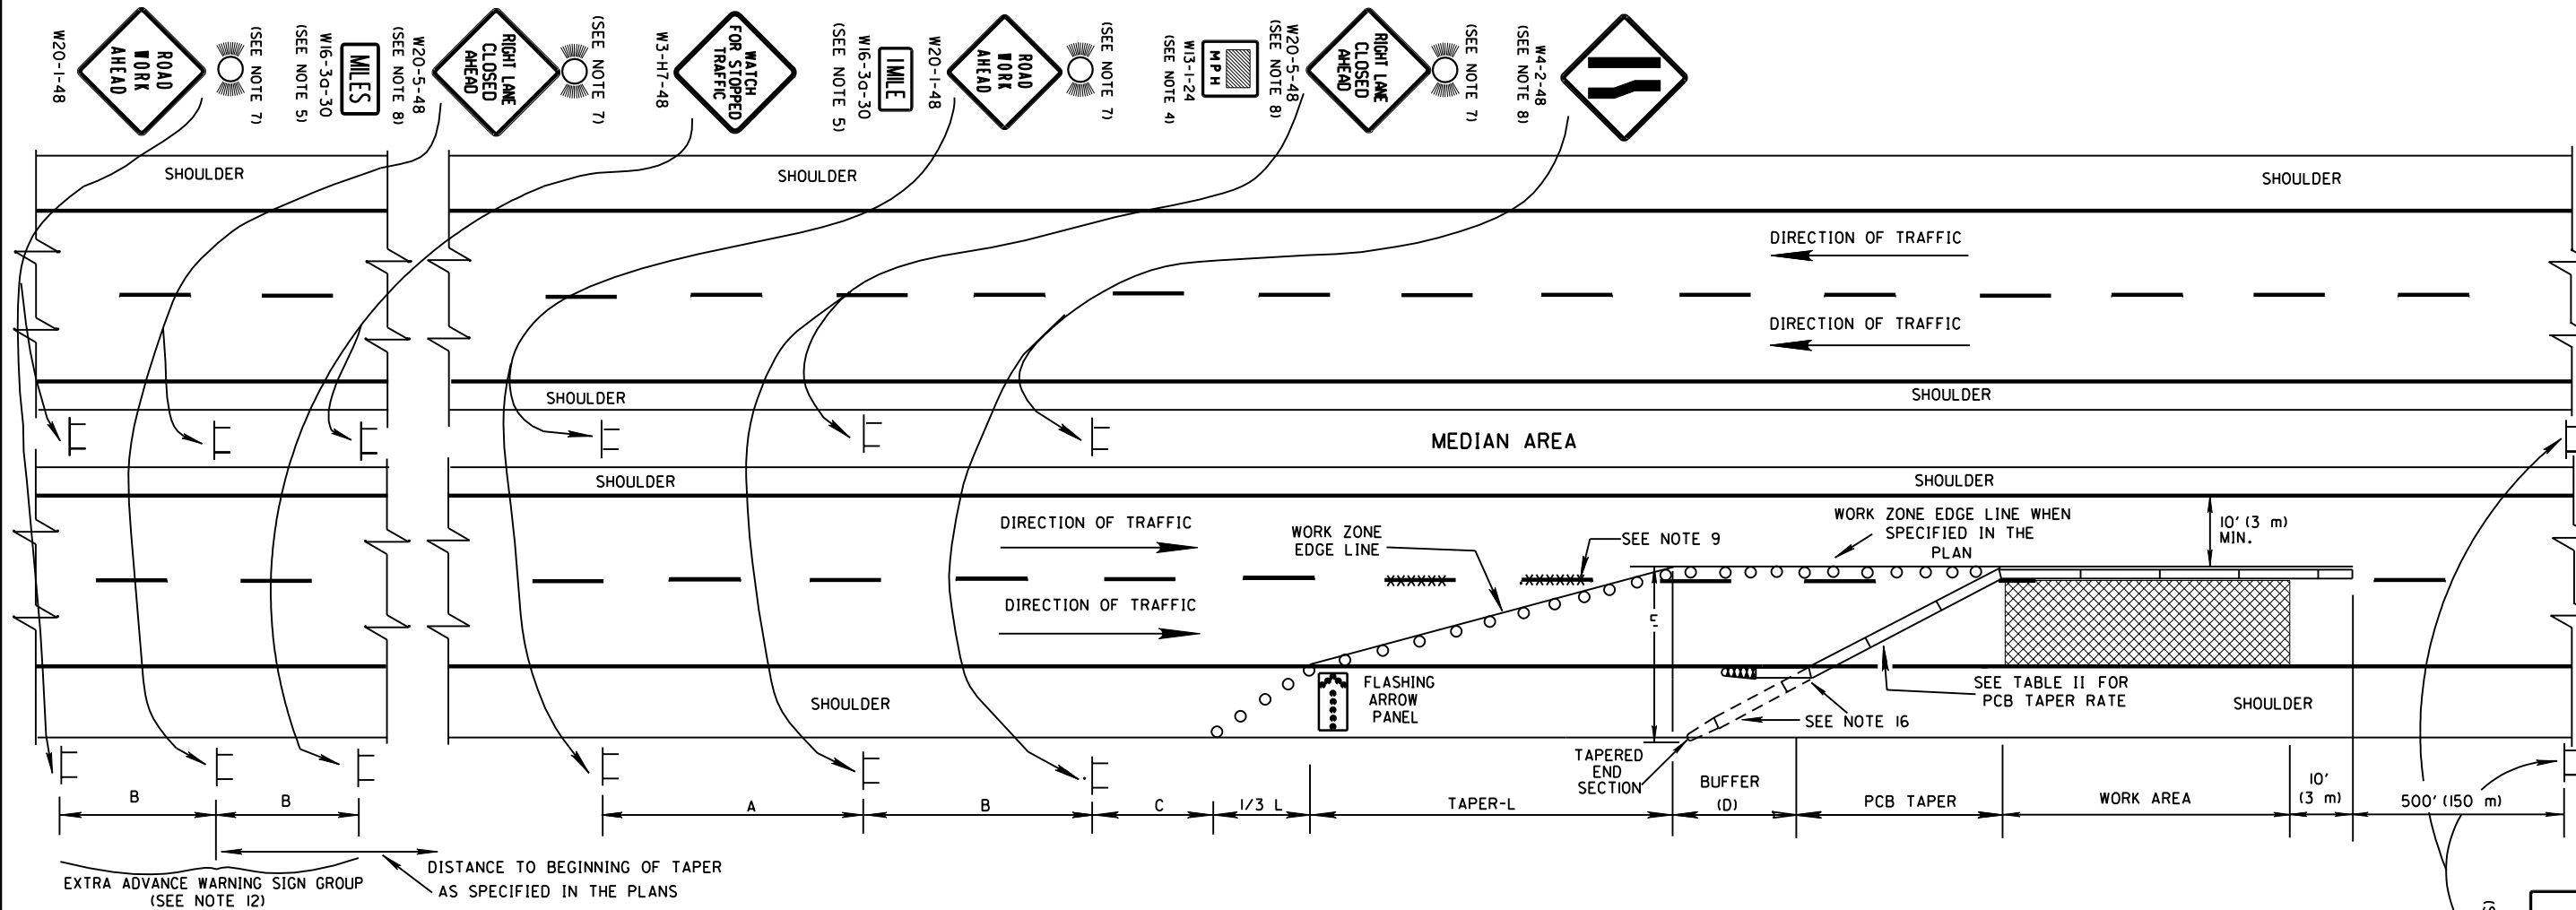 W20-1-48
ROAD
WORK
AHEAD
(SEE NOTE 7)
MILES
W16-3a-30
(SEE NOTE 5)
W20-5-48
(SEE NOTE 8)
RIGHT LANE
CLOSED
AHEAD
(SEE NOTE 7)
W3-H7-48
WATCH
FOR STOPPED
TRAFFIC
1 MILE
W16-3a-30
(SEE NOTE 5)
W20-1-48
ROAD
WORK
AHEAD
(SEE NOTE 7)
MPH
W13-1-24
(SEE NOTE 4)
W20-5-48
(SEE NOTE 8)
RIGHT LANE
CLOSED
AHEAD
(SEE NOTE 7)
W4-2-48
(SEE NOTE 8)
SHOULDER
SHOULDER
SHOULDER
DIRECTION OF TRAFFIC
DIRECTION OF TRAFFIC
SHOULDER
SHOULDER
MEDIAN AREA
SHOULDER
SHOULDER
DIRECTION OF TRAFFIC
DIRECTION OF TRAFFIC
WORK ZONE
EDGE LINE
SEE NOTE 9
WORK ZONE EDGE LINE WHEN
SPECIFIED IN THE
PLAN
10' (3 m)
MIN.
E
SHOULDER
FLASHING
ARROW
PANEL
SEE TABLE II FOR
PCB TAPER RATE
SEE NOTE 16
SHOULDER
TAPERED
END
SECTION
B
B
A
B
C
1/3 L
TAPER-L
BUFFER
(D)
PCB TAPER
WORK AREA
10'
(3 m)
500' (150 m)
DISTANCE TO BEGINNING OF TAPER
AS SPECIFIED IN THE PLANS
EXTRA ADVANCE WARNING SIGN GROUP
(SEE NOTE 12)